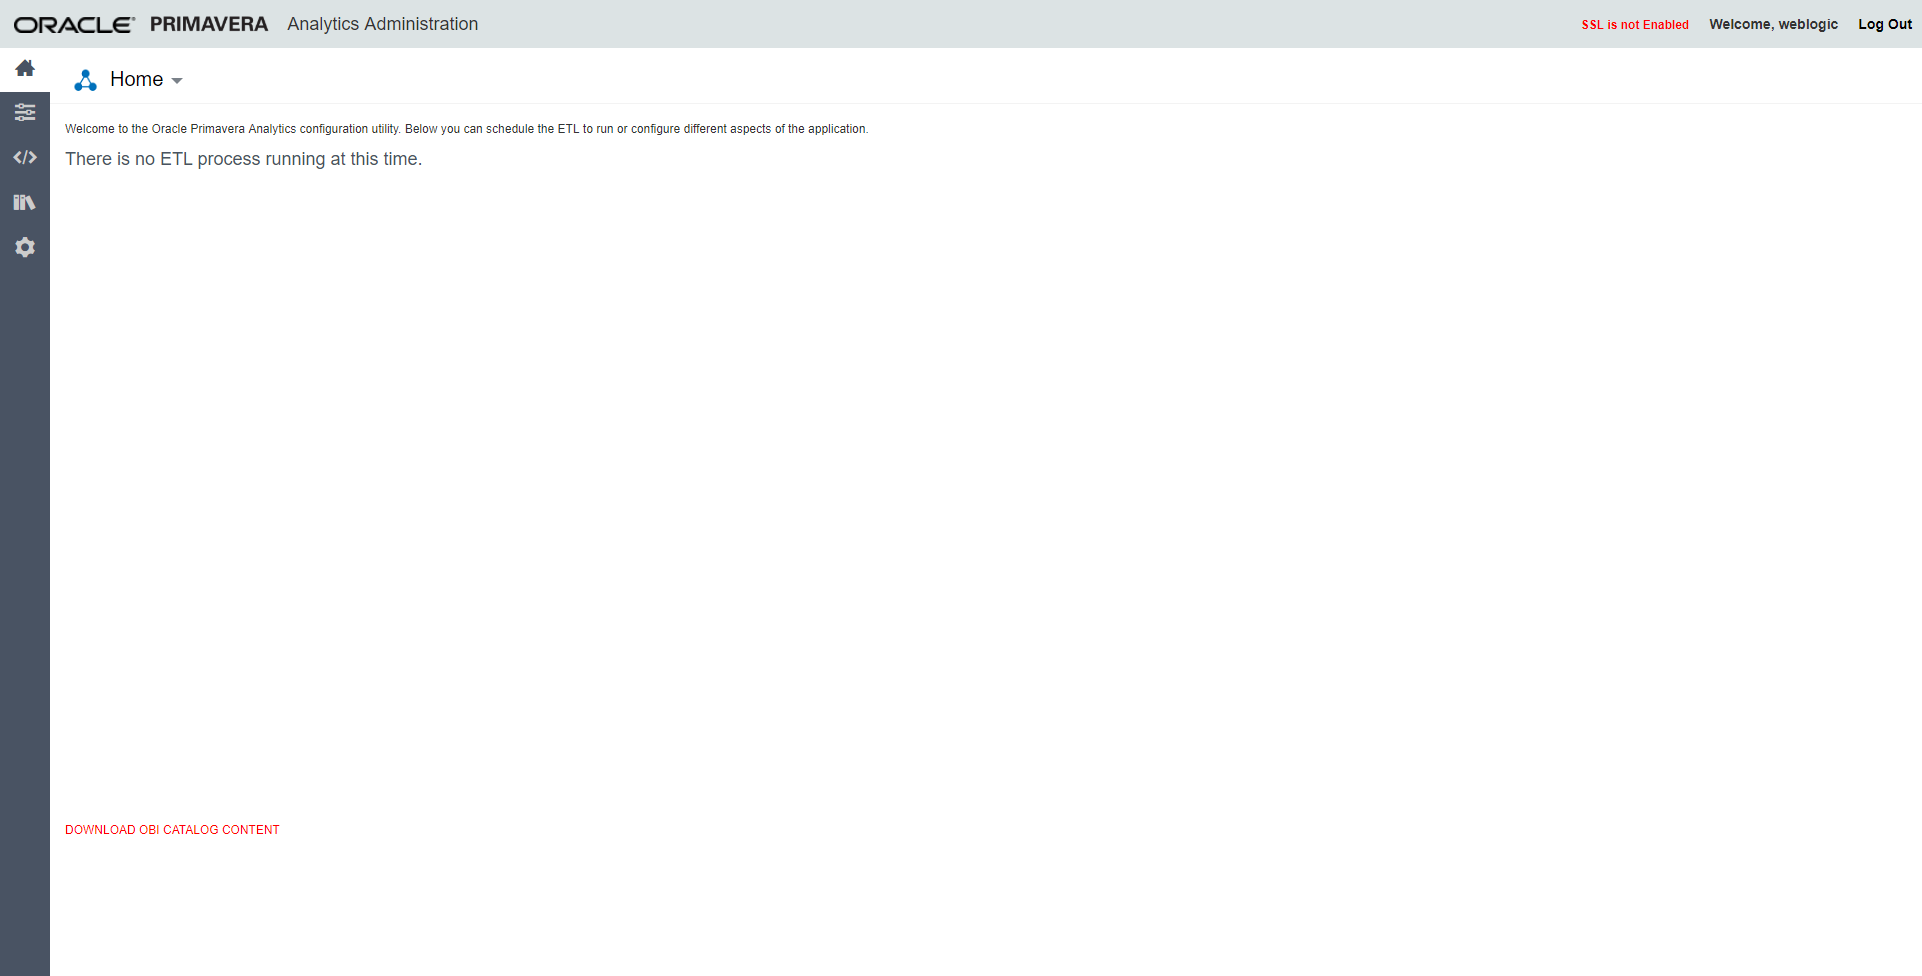 ORACLE® PRIMAVERA Analytics Administration SSL is not Enabled Welcome, weblogic Log Out
Home
Welcome to the Oracle Primavera Analytics configuration utility. Below you can schedule the ETL to run or configure different aspects of the application.
There is no ETL process running at this time.
DOWNLOAD OBI CATALOG CONTENT